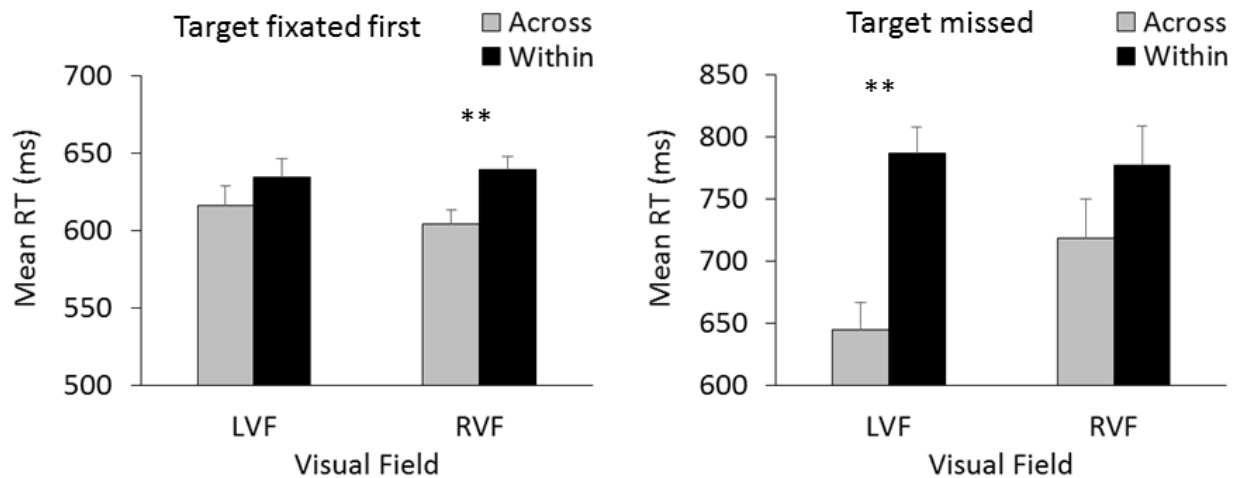 Target fixated first
Across
Within
**
700
650
600
550
500
Mean RT (ms)
LVF
RVF
Visual Field
Target missed
Across
Within
**
850
800
750
700
650
600
Mean RT (ms)
LVF
RVF
Visual Field